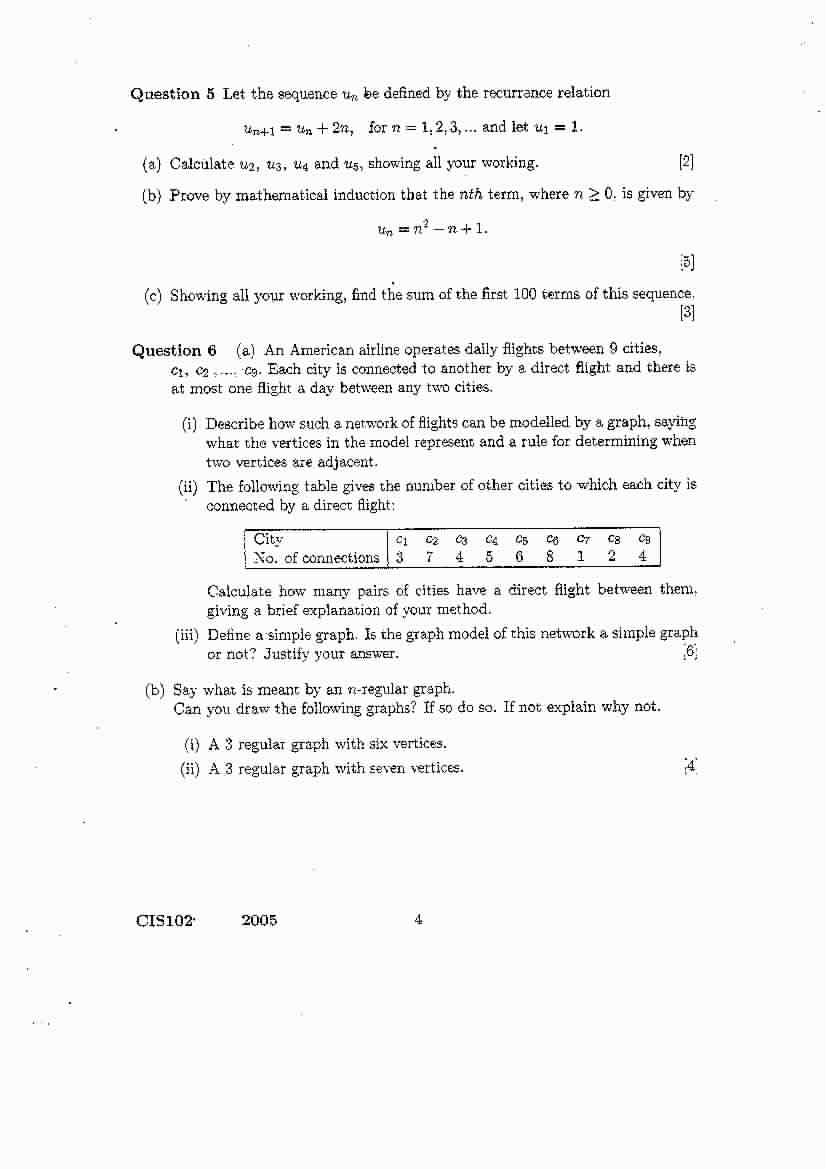 Question 5 Let the sequence uₙ be defined by the recurrance relation
uₙ₊₁ = uₙ + 2n, for n = 1, 2, 3, ... and let u₁ = 1.
(a) Calculate u₂, u₃, u₄ and u₅, showing all your working. [2]
(b) Prove by mathematical induction that the nth term, where n ≥ 0, is given by
uₙ = n² − n + 1.
[5]
(c) Showing all your working, find the sum of the first 100 terms of this sequence.
[3]
Question 6 (a) An American airline operates daily flights between 9 cities,
c₁, c₂, ..., c₉. Each city is connected to another by a direct flight and there is
at most one flight a day between any two cities.
(i) Describe how such a network of flights can be modelled by a graph, saying
what the vertices in the model represent and a rule for determining when
two vertices are adjacent.
(ii) The following table gives the number of other cities to which each city is
connected by a direct flight:
City c₁ c₂ c₃ c₄ c₅ c₆ c₇ c₈ c₉
No. of connections 3 7 4 5 6 8 1 2 4
Calculate how many pairs of cities have a direct flight between them,
giving a brief explanation of your method.
(iii) Define a simple graph. Is the graph model of this network a simple graph
or not? Justify your answer. [6]
(b) Say what is meant by an n-regular graph.
Can you draw the following graphs? If so do so. If not explain why not.
(i) A 3 regular graph with six vertices.
(ii) A 3 regular graph with seven vertices. [4]
CIS102 2005 4